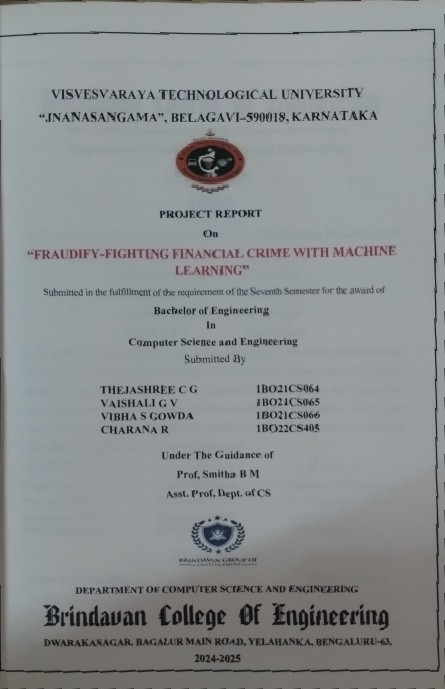 VISVESVARAYA TECHNOLOGICAL UNIVERSITY
“JNANASANGAMA”, BELAGAVI–590018, KARNATAKA
PROJECT REPORT
On
“FRAUDIFY-FIGHTING FINANCIAL CRIME WITH MACHINE
LEARNING”
Submitted in the fulfillment of the requirement of the Seventh Semester for the award of
Bachelor of Engineering
In
Computer Science and Engineering
Submitted By
THEJASHREE C G 1BO21CS064
VAISHALI G V 1BO21CS065
VIBHA S GOWDA 1BO21CS066
CHARANA R 1BO22CS405
Under The Guidance of
Prof, Smitha B M
Asst. Prof, Dept. of CS
BRINDAVAN GROUP OF
INSTITUTIONS
DEPARTMENT OF COMPUTER SCIENCE AND ENGINEERING
Brindavan College Of Engineering
DWARAKANAGAR, BAGALUR MAIN ROAD, YELAHANKA, BENGALURU-63,
2024-2025